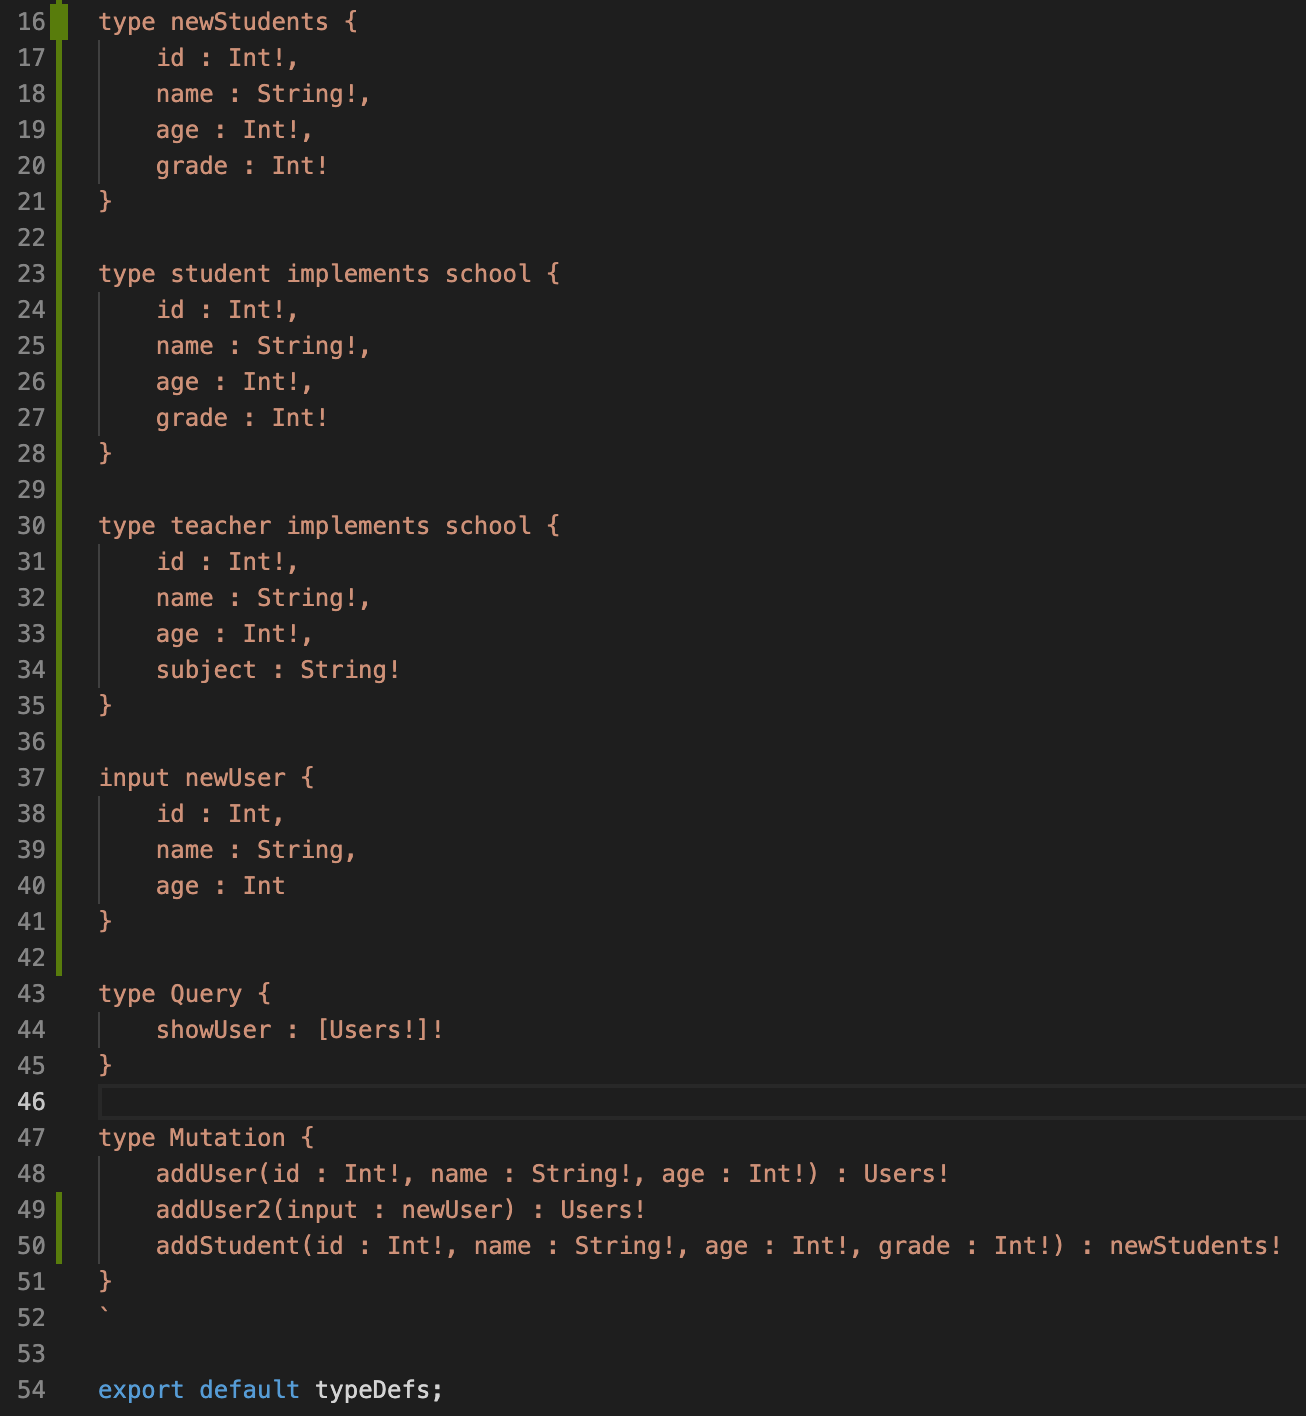 16 type newStudents {
17 id : Int!,
18 name : String!,
19 age : Int!,
20 grade : Int!
21 }
22
23 type student implements school {
24 id : Int!,
25 name : String!,
26 age : Int!,
27 grade : Int!
28 }
29
30 type teacher implements school {
31 id : Int!,
32 name : String!,
33 age : Int!,
34 subject : String!
35 }
36
37 input newUser {
38 id : Int,
39 name : String,
40 age : Int
41 }
42
43 type Query {
44 showUser : [Users!]!
45 }
46
47 type Mutation {
48 addUser(id : Int!, name : String!, age : Int!) : Users!
49 addUser2(input : newUser) : Users!
50 addStudent(id : Int!, name : String!, age : Int!, grade : Int!) : newStudents!
51 }
52 `
53
54 export default typeDefs;